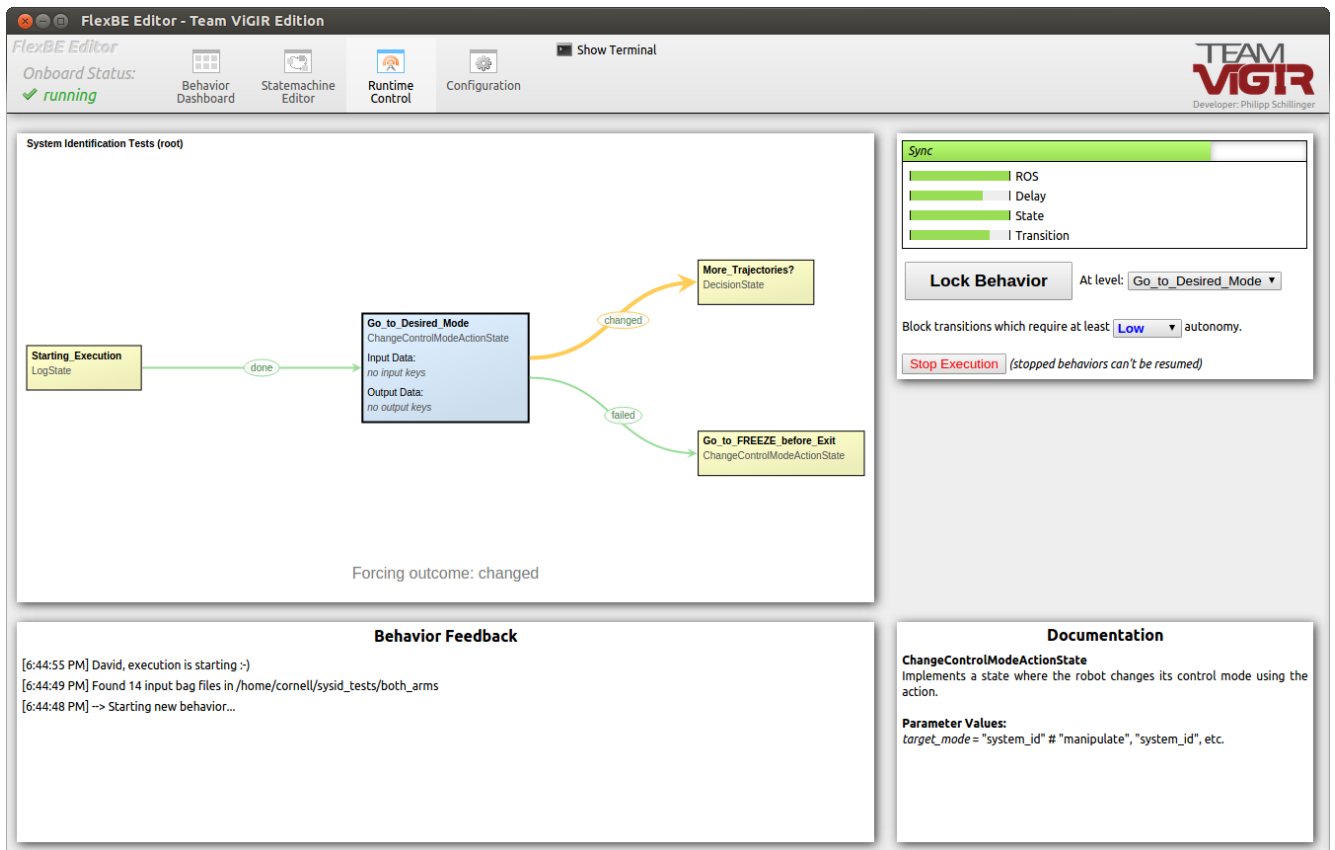 FlexBE Editor - Team ViGIR Edition
FlexBE Editor
Onboard Status:
running
Behavior
Dashboard
Statemachine
Editor
Runtime
Control
Configuration
Show Terminal
TEAM
ViGIR
Developer: Philipp Schillinger
System Identification Tests (root)
Starting_Execution
LogState
done
Go_to_Desired_Mode
ChangeControlModeActionState
Input Data:
no input keys
Output Data:
no output keys
changed
failed
More_Trajectories?
DecisionState
Go_to_FREEZE_before_Exit
ChangeControlModeActionState
Forcing outcome: changed
Sync
ROS
Delay
State
Transition
Lock Behavior At level: Go_to_Desired_Mode
Block transitions which require at least Low autonomy.
Stop Execution (stopped behaviors can't be resumed)
Behavior Feedback
[6:44:55 PM] David, execution is starting :-)
[6:44:49 PM] Found 14 input bag files in /home/cornell/sysid_tests/both_arms
[6:44:48 PM] --> Starting new behavior...
Documentation
ChangeControlModeActionState
Implements a state where the robot changes its control mode using the
action.
Parameter Values:
target_mode = "system_id" # "manipulate", "system_id", etc.